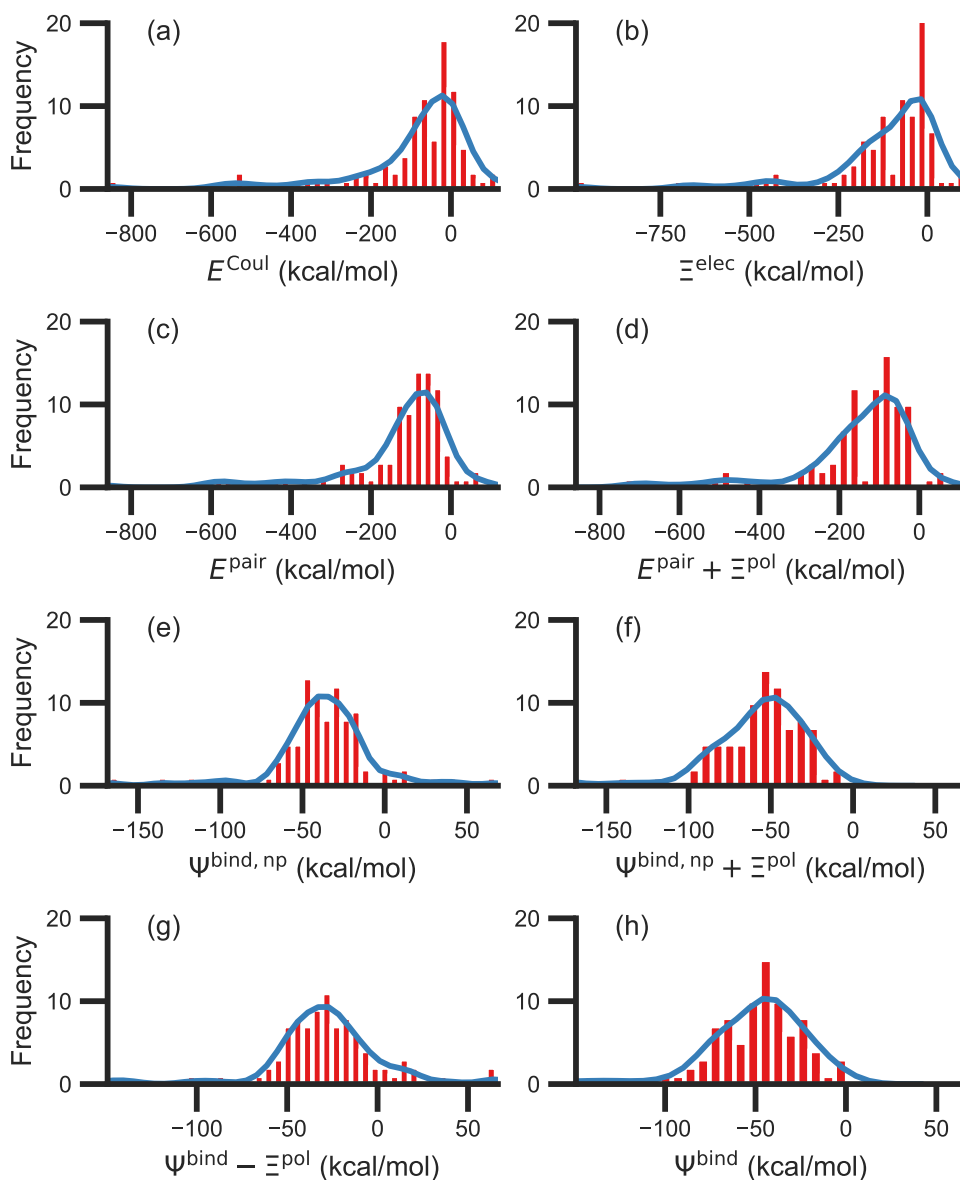 20
(a)
10
0
Frequency
−800 −600 −400 −200 0
E^Coul (kcal/mol)
20
(b)
10
0
−750 −500 −250 0
Ξ^elec (kcal/mol)
20
(c)
10
0
Frequency
−800 −600 −400 −200 0
E^pair (kcal/mol)
20
(d)
10
0
−800 −600 −400 −200 0
E^pair + Ξ^pol (kcal/mol)
20
(e)
10
0
Frequency
−150 −100 −50 0 50
Ψ^bind, np (kcal/mol)
20
(f)
10
0
−150 −100 −50 0 50
Ψ^bind, np + Ξ^pol (kcal/mol)
20
(g)
10
0
Frequency
−100 −50 0 50
Ψ^bind − Ξ^pol (kcal/mol)
20
(h)
10
0
−100 −50 0 50
Ψ^bind (kcal/mol)